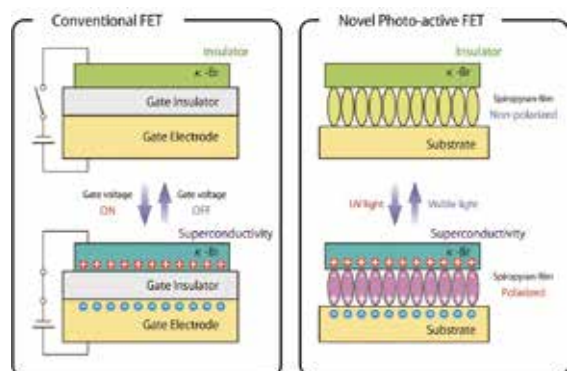 Conventional FET
Insulator
κ-Br
Gate Insulator
Gate Electrode
Gate voltage
ON
Gate voltage
OFF
Superconductivity
κ-Br
Gate Insulator
Gate Electrode
Novel Photo-active FET
Insulator
κ-Br
Spiropyran-film
Non-polarized
Substrate
UV light
Visible light
Superconductivity
κ-Br
Spiropyran-film
Polarized
Substrate